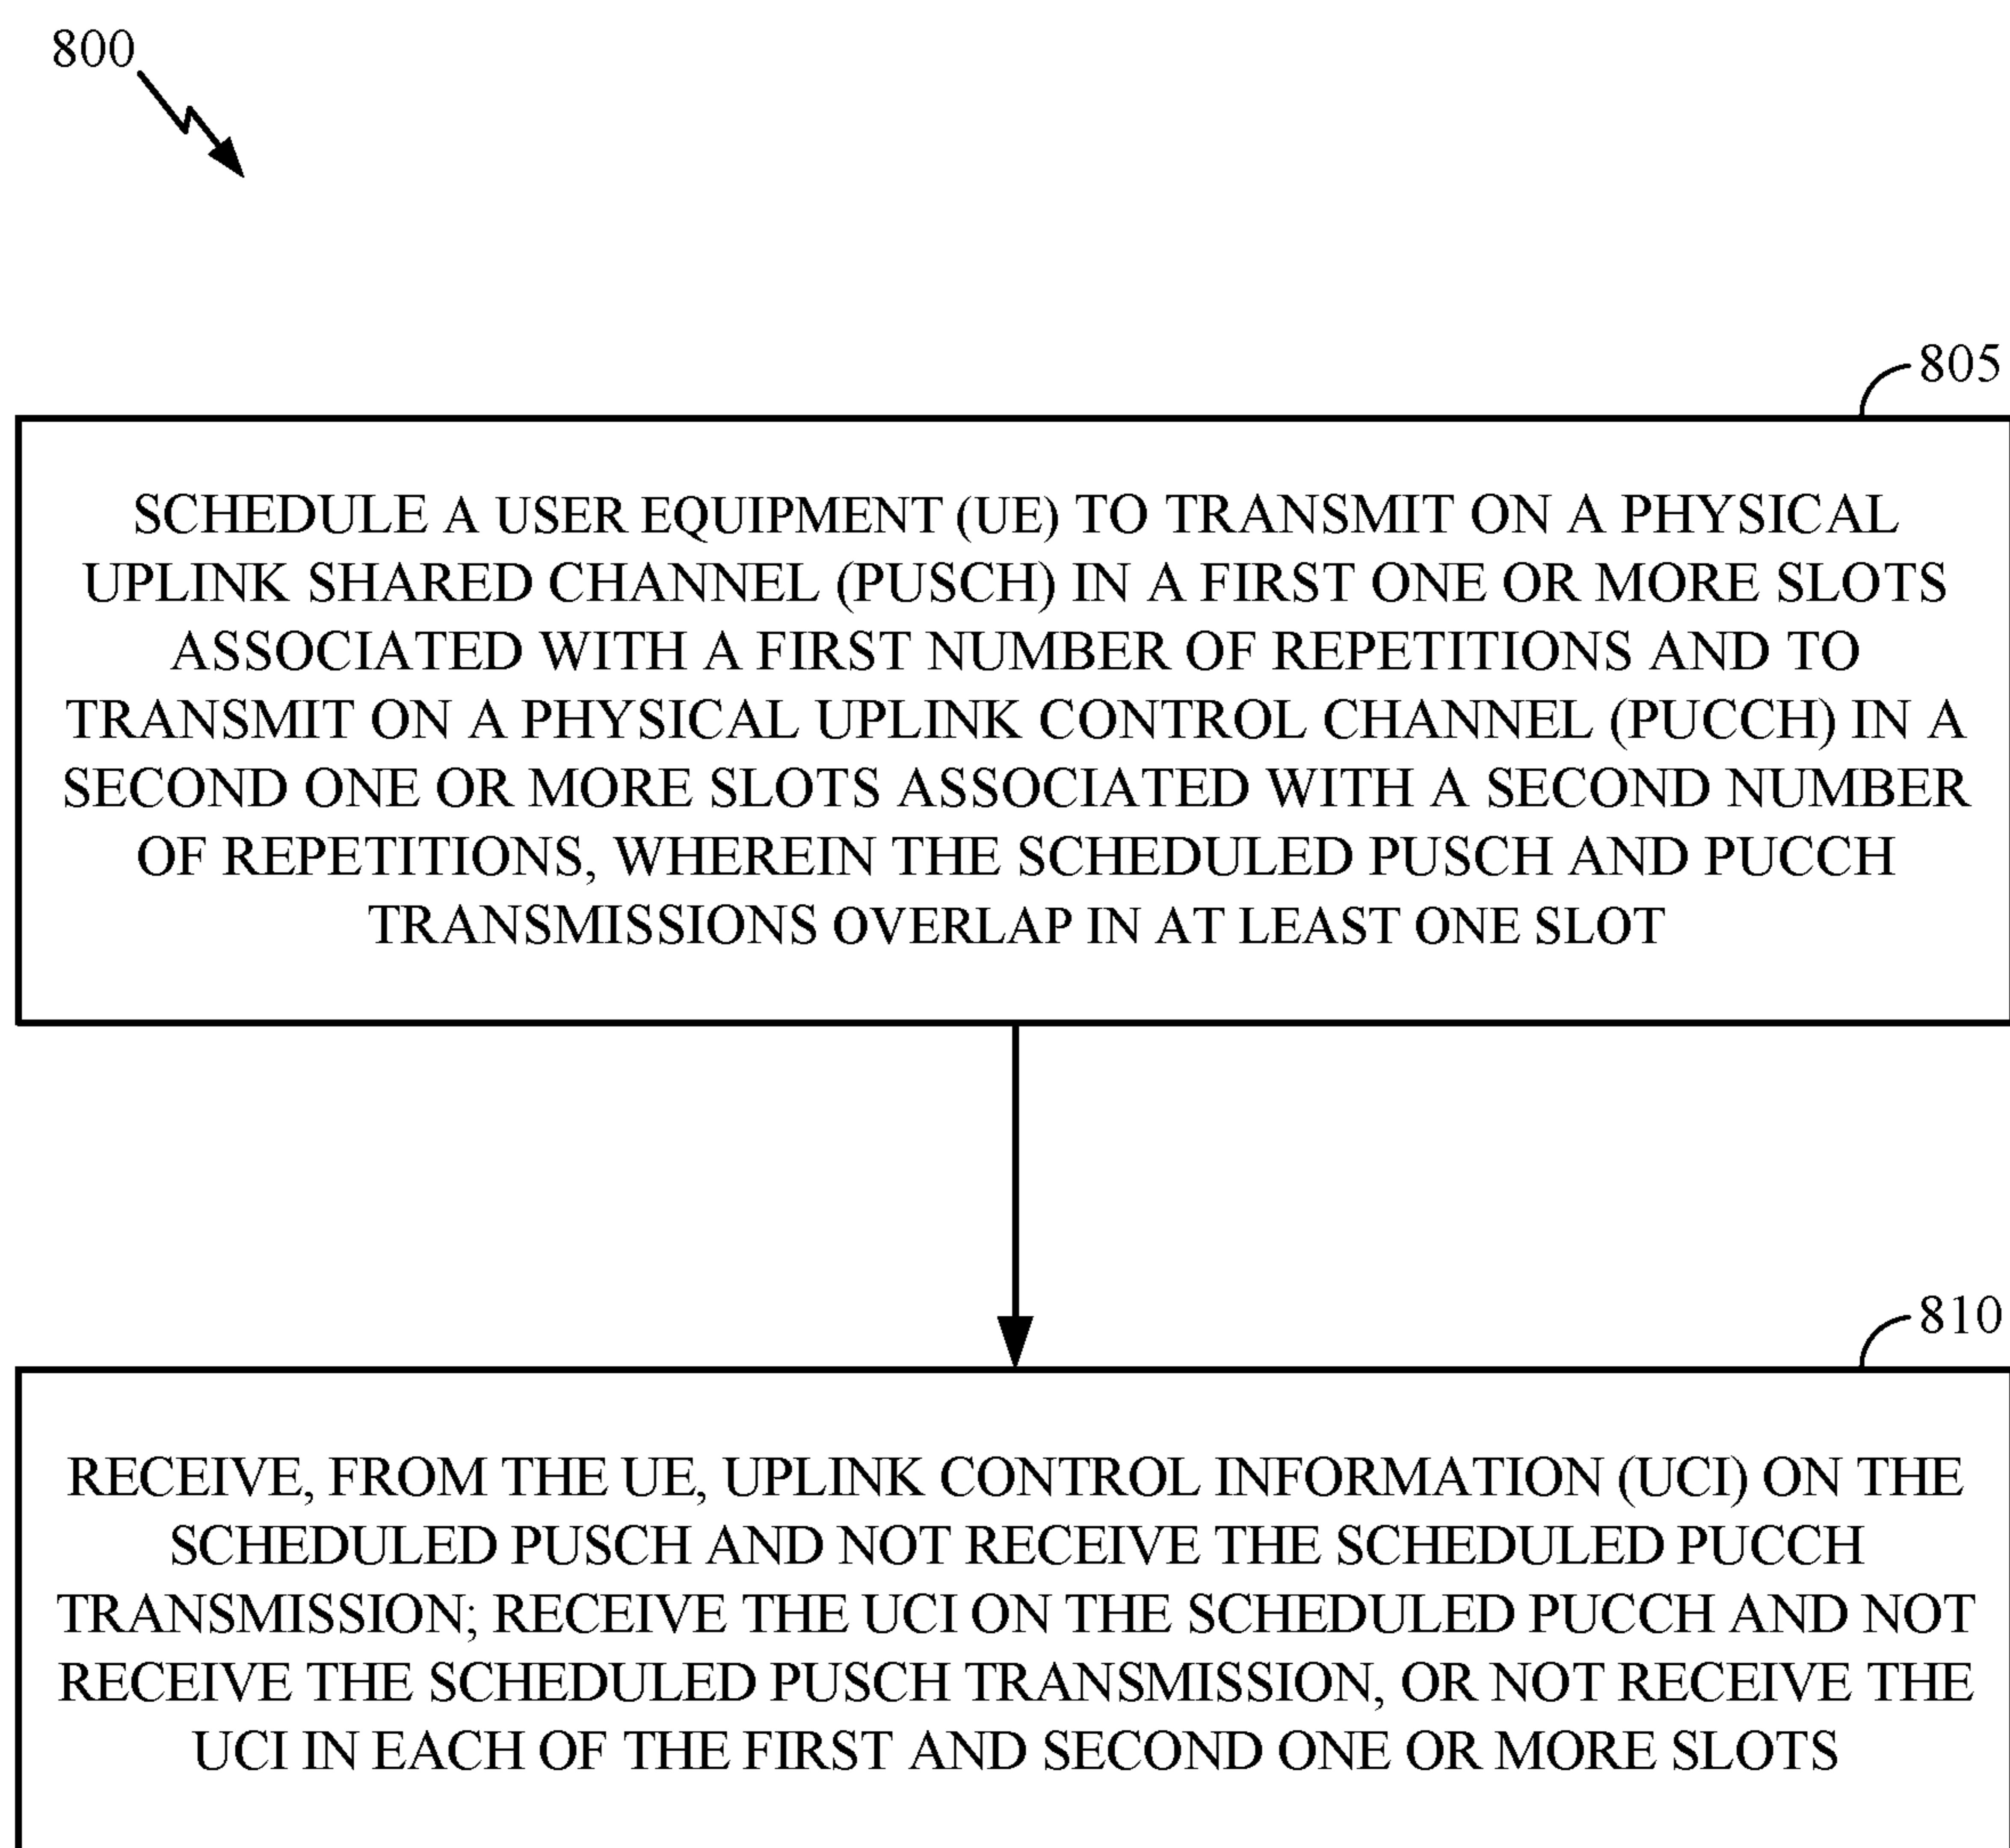 800
805
SCHEDULE A USER EQUIPMENT (UE) TO TRANSMIT ON A PHYSICAL
UPLINK SHARED CHANNEL (PUSCH) IN A FIRST ONE OR MORE SLOTS
ASSOCIATED WITH A FIRST NUMBER OF REPETITIONS AND TO
TRANSMIT ON A PHYSICAL UPLINK CONTROL CHANNEL (PUCCH) IN A
SECOND ONE OR MORE SLOTS ASSOCIATED WITH A SECOND NUMBER
OF REPETITIONS, WHEREIN THE SCHEDULED PUSCH AND PUCCH
TRANSMISSIONS OVERLAP IN AT LEAST ONE SLOT
810
RECEIVE, FROM THE UE, UPLINK CONTROL INFORMATION (UCI) ON THE
SCHEDULED PUSCH AND NOT RECEIVE THE SCHEDULED PUCCH
TRANSMISSION; RECEIVE THE UCI ON THE SCHEDULED PUCCH AND NOT
RECEIVE THE SCHEDULED PUSCH TRANSMISSION, OR NOT RECEIVE THE
UCI IN EACH OF THE FIRST AND SECOND ONE OR MORE SLOTS